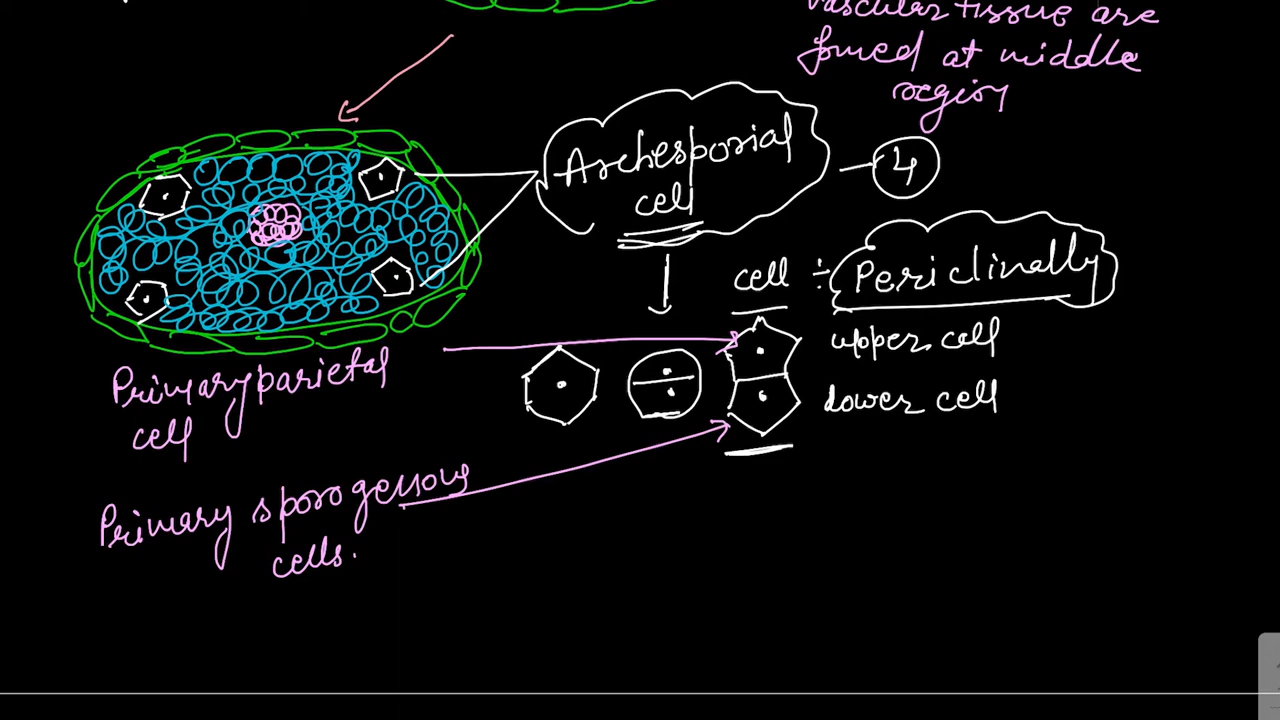 vascular tissue are
formed at middle
region
Archesporial
cell
4
cell ÷ Periclinally
upper cell
Lower cell
Primary parietal
cell
Primary sporogenous
cells.